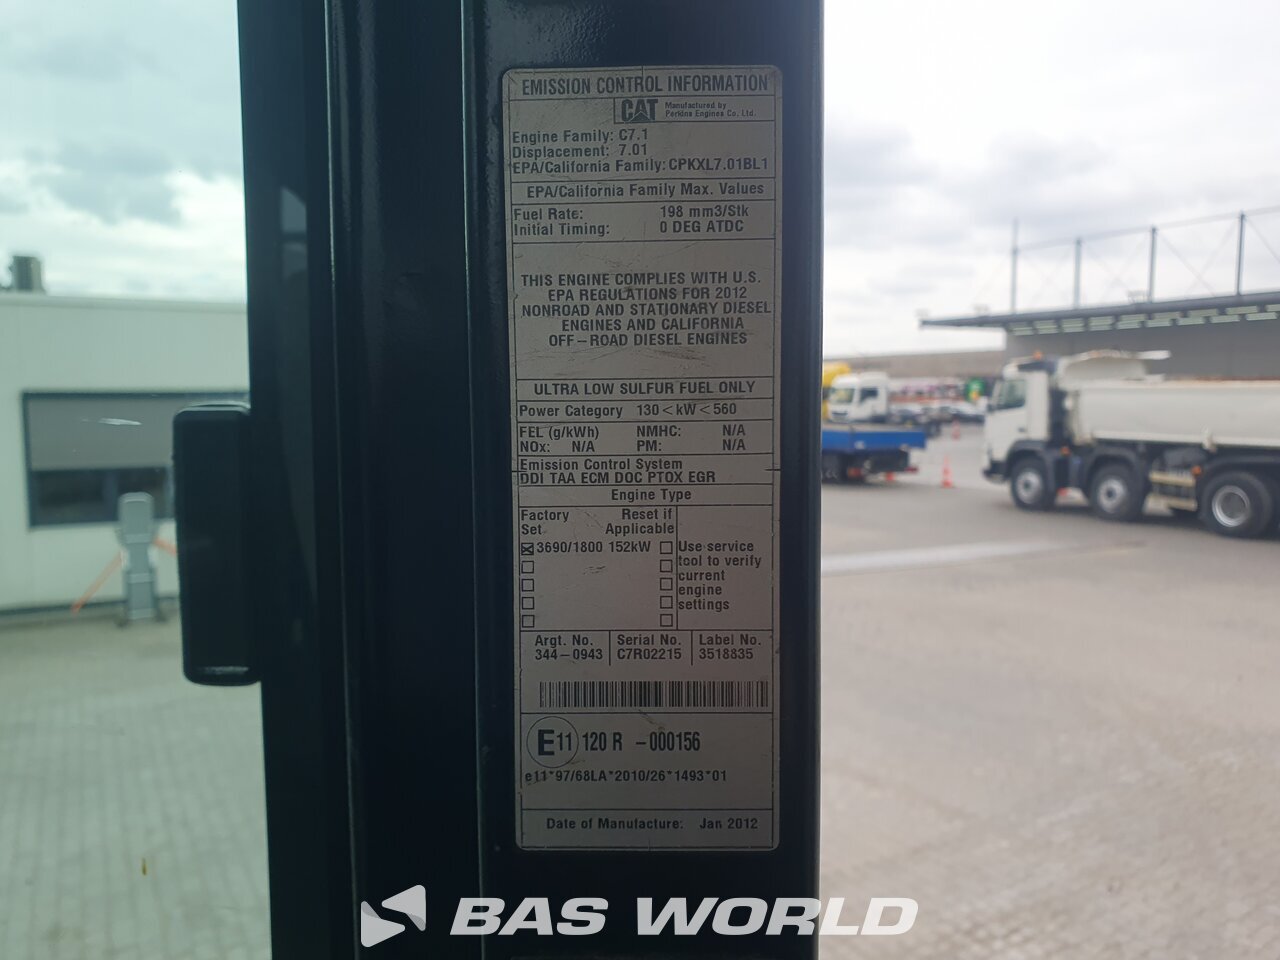 EMISSION CONTROL INFORMATION
CAT Manufactured by
Perkins Engines Co. Ltd.
Engine Family: C7.1
Displacement: 7.01
EPA/California Family: CPKXL7.01BL1
EPA/California Family Max. Values
Fuel Rate: 198 mm3/Stk
Initial Timing: 0 DEG ATDC
THIS ENGINE COMPLIES WITH U.S.
EPA REGULATIONS FOR 2012
NONROAD AND STATIONARY DIESEL
ENGINES AND CALIFORNIA
OFF-ROAD DIESEL ENGINES
ULTRA LOW SULFUR FUEL ONLY
Power Category 130<kW<560
FEL (g/kWh) NMHC: N/A
NOx: N/A PM: N/A
Emission Control System
DDI TAA ECM DOC PTOX EGR
Engine Type
Factory Set
Reset if Applicable
3690/1800 152kW
Use service
tool to verify
current
engine
settings
Argt. No. Serial No. Label No.
344-0943 C7R02215 3518835
E11 120 R -000156
e11*97/68LA*2010/26*1493*01
Date of Manufacture: Jan 2012
BAS WORLD